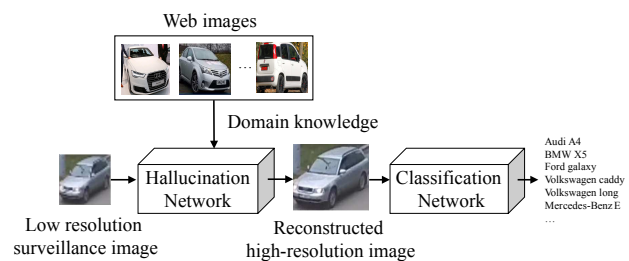 Web images
…
Domain knowledge
Hallucination
Network
Classification
Network
Low resolution
surveillance image
Reconstructed
high-resolution image
Audi A4
BMW X5
Ford galaxy
Volkswagen caddy
Volkswagen long
Mercedes-Benz E
…